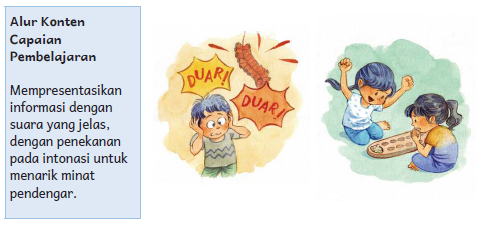 Alur Konten
Capaian
Pembelajaran
Mempresentasikan
informasi dengan
suara yang jelas,
dengan penekanan
pada intonasi untuk
menarik minat
pendengar.
DUAR!
DUAR!